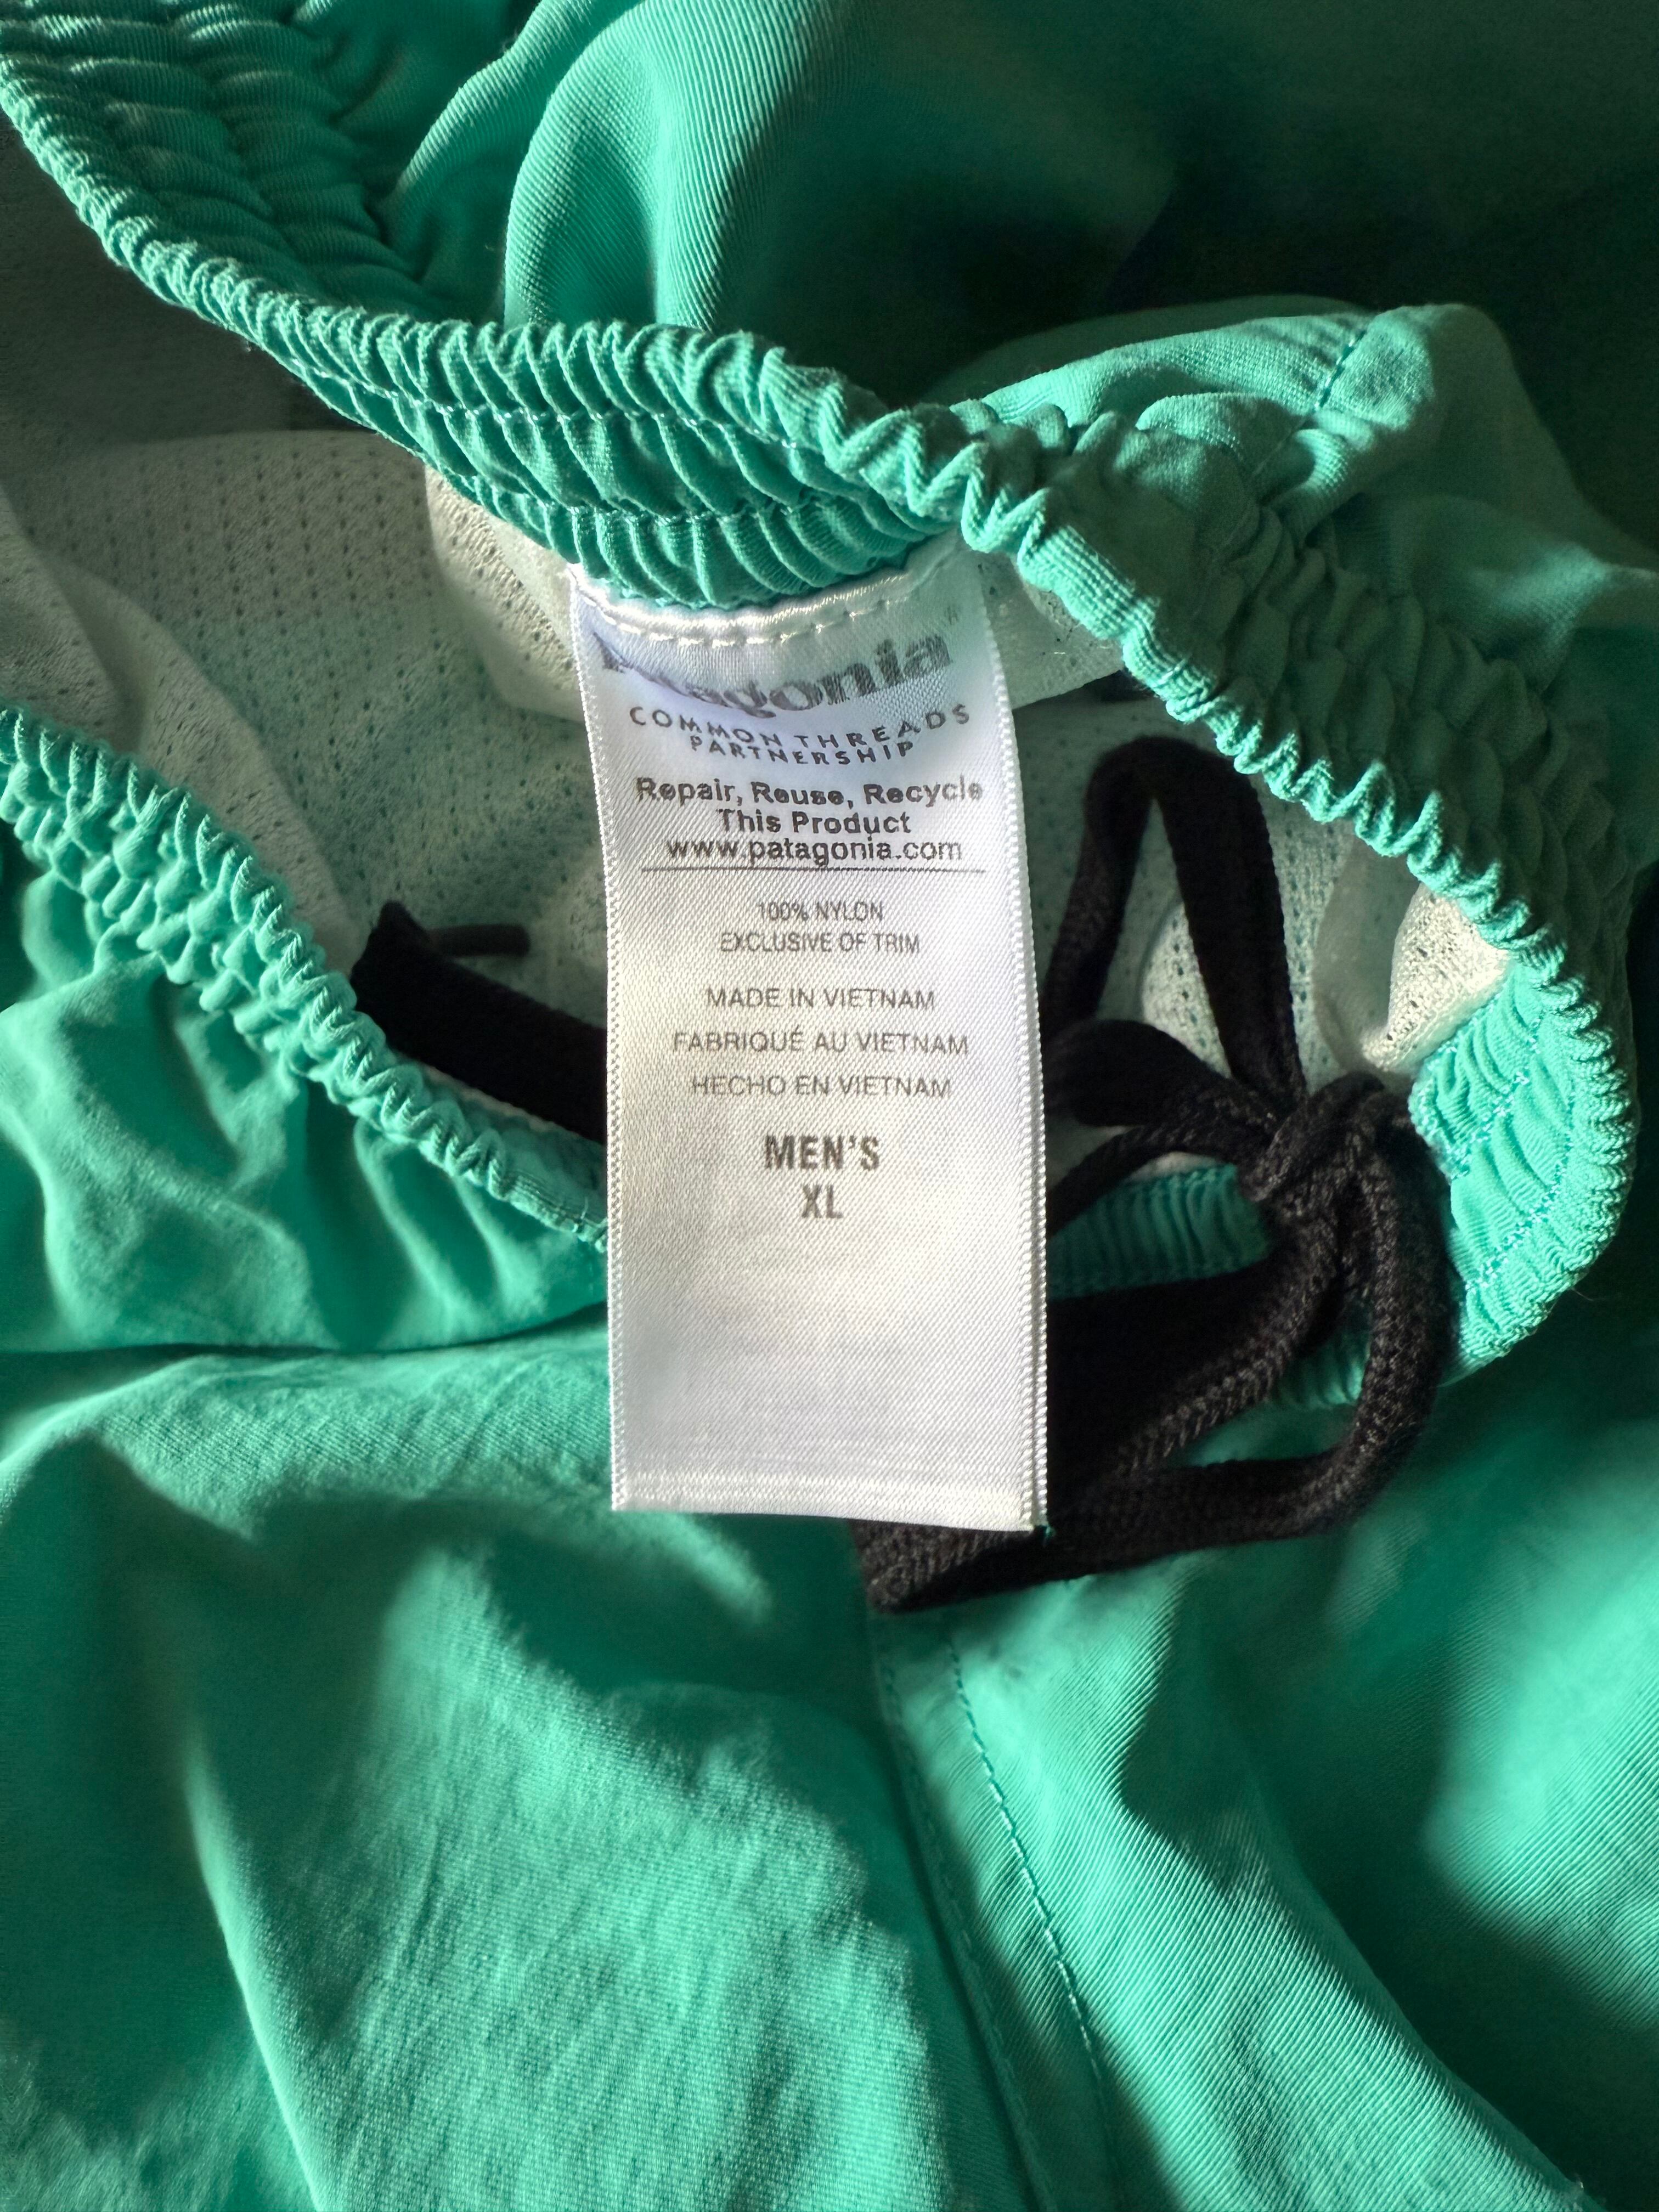 Patagonia®
COMMON THREADS
PARTNERSHIP
Repair, Reuse, Recycle
This Product
www.patagonia.com
100% NYLON
EXCLUSIVE OF TRIM
MADE IN VIETNAM
FABRIQUÉ AU VIETNAM
HECHO EN VIETNAM
MEN'S
XL